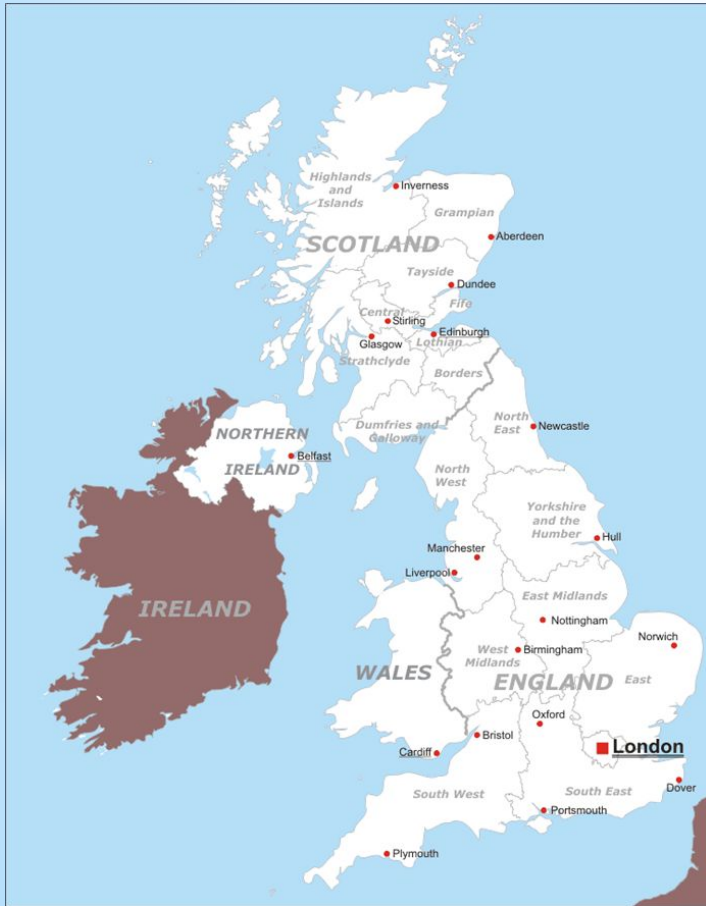 Highlands
and
Islands
Inverness
Grampian
SCOTLAND
Aberdeen
Tayside
Dundee
Fife
Central
Stirling
Edinburgh
Glasgow
Lothian
Strathclyde
Borders
Dumfries and
Galloway
North
East
Newcastle
NORTHERN
IRELAND
Belfast
North
West
Yorkshire
and the
Humber
Hull
Manchester
Liverpool
East Midlands
Nottingham
IRELAND
Norwich
West
Midlands
Birmingham
WALES
ENGLAND
East
Oxford
Bristol
London
Cardiff
South West
South East
Dover
Portsmouth
Plymouth